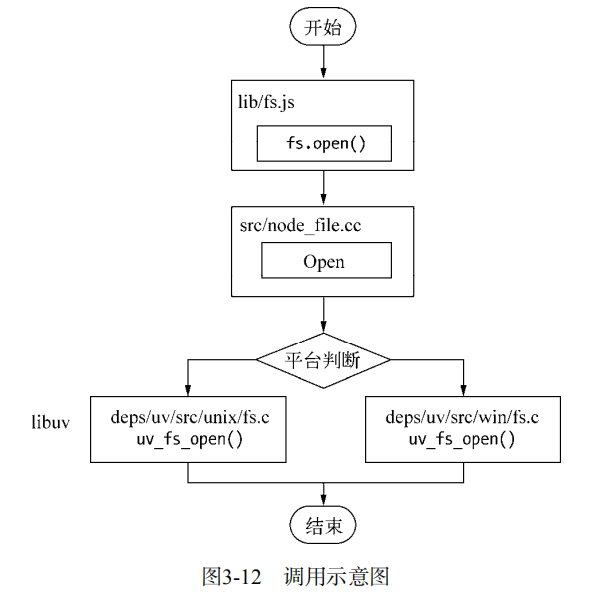 开始
lib/fs.js
fs.open()
src/node_file.cc
Open
平台判断
libuv
deps/uv/src/unix/fs.c
uv_fs_open()
deps/uv/src/win/fs.c
uv_fs_open()
结束
图3-12 调用示意图